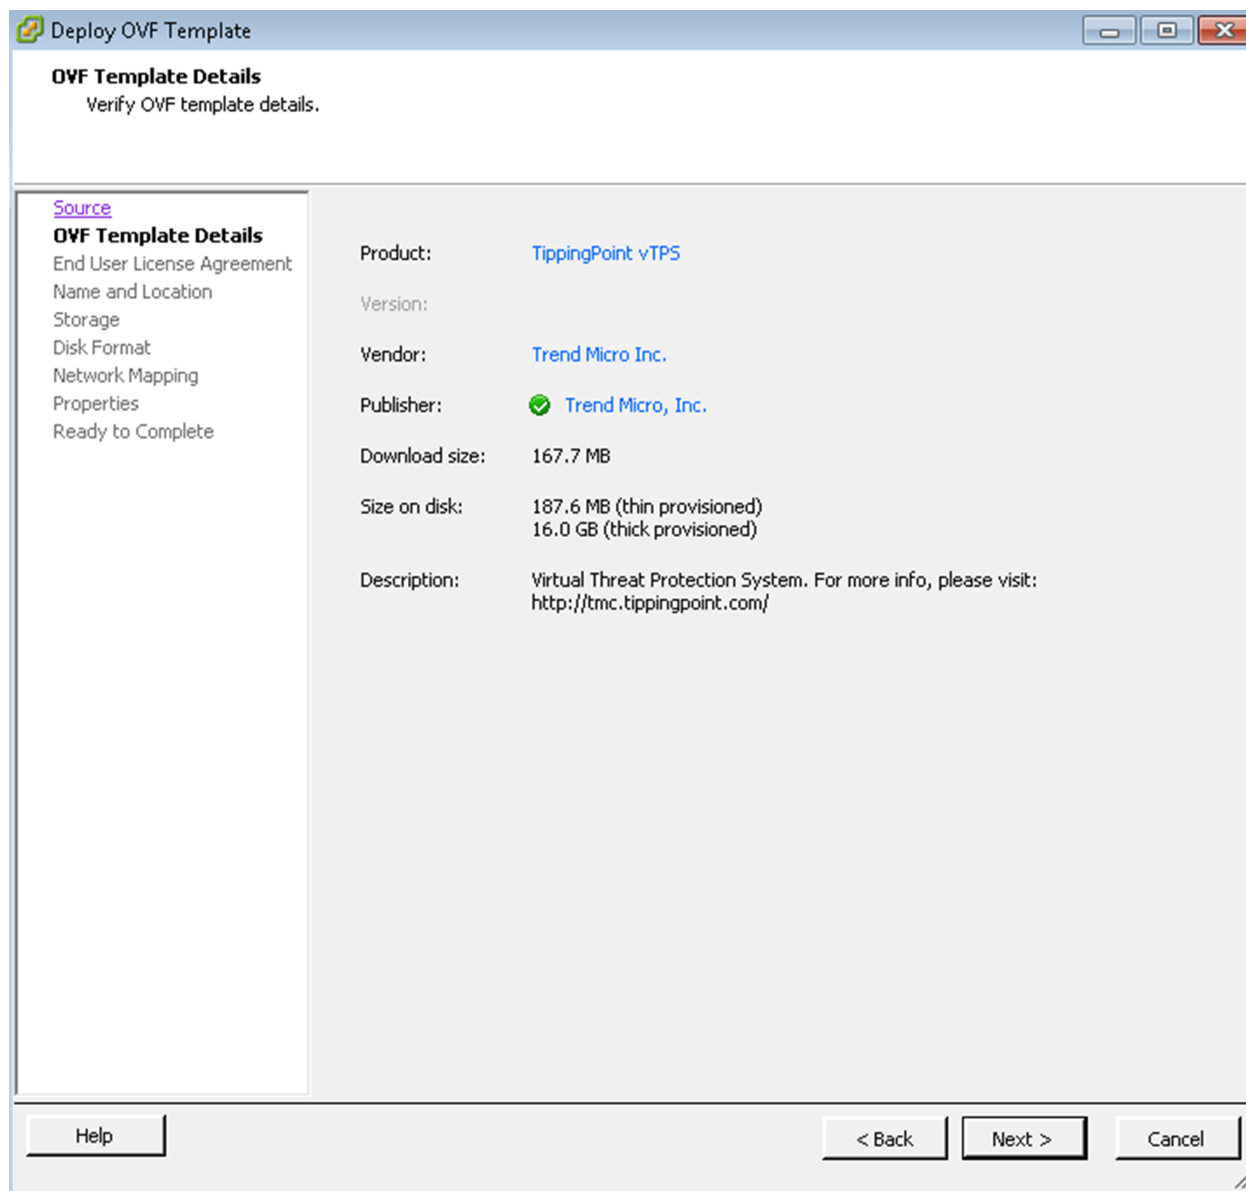 Deploy OVF Template
OVF Template Details
Verify OVF template details.
Source
OVF Template Details
End User License Agreement
Name and Location
Storage
Disk Format
Network Mapping
Properties
Ready to Complete
Product: TippingPoint vTPS
Version:
Vendor: Trend Micro Inc.
Publisher: Trend Micro, Inc.
Download size: 167.7 MB
Size on disk: 187.6 MB (thin provisioned)
16.0 GB (thick provisioned)
Description: Virtual Threat Protection System. For more info, please visit:
http://tmc.tippingpoint.com/
Help
< Back
Next >
Cancel